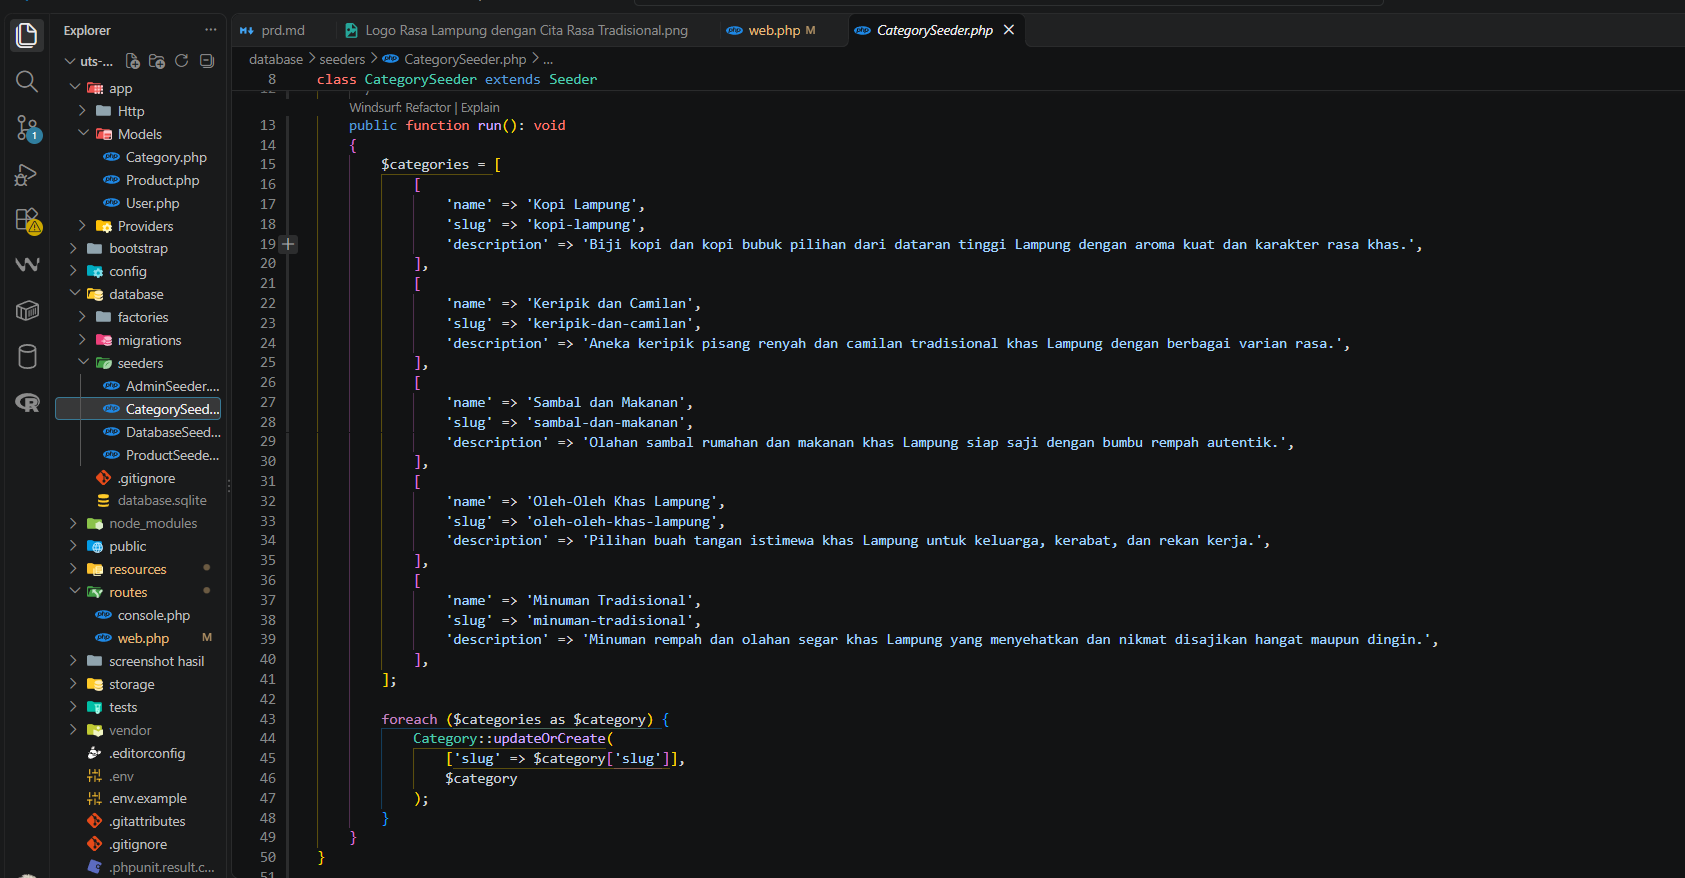 Explorer
uts-...
app
Http
Models
Category.php
Product.php
User.php
Providers
bootstrap
config
database
factories
migrations
seeders
AdminSeeder....
CategorySeed...
DatabaseSeed...
ProductSeede...
.gitignore
database.sqlite
node_modules
public
resources
routes
console.php
web.php M
screenshot hasil
storage
tests
vendor
.editorconfig
.env
.env.example
.gitattributes
.gitignore
.phpunit.result.c...
1
prd.md
Logo Rasa Lampung dengan Cita Rasa Tradisional.png
web.php M
CategorySeeder.php
database > seeders > CategorySeeder.php > ...
8 class CategorySeeder extends Seeder
Windsurf: Refactor | Explain
13 public function run(): void
14 {
15 $categories = [
16 [
17 'name' => 'Kopi Lampung',
18 'slug' => 'kopi-lampung',
19 'description' => 'Biji kopi dan kopi bubuk pilihan dari dataran tinggi Lampung dengan aroma kuat dan karakter rasa khas.',
20 ],
21 [
22 'name' => 'Keripik dan Camilan',
23 'slug' => 'keripik-dan-camilan',
24 'description' => 'Aneka keripik pisang renyah dan camilan tradisional khas Lampung dengan berbagai varian rasa.',
25 ],
26 [
27 'name' => 'Sambal dan Makanan',
28 'slug' => 'sambal-dan-makanan',
29 'description' => 'Olahan sambal rumahan dan makanan khas Lampung siap saji dengan bumbu rempah autentik.',
30 ],
31 [
32 'name' => 'Oleh-Oleh Khas Lampung',
33 'slug' => 'oleh-oleh-khas-lampung',
34 'description' => 'Pilihan buah tangan istimewa khas Lampung untuk keluarga, kerabat, dan rekan kerja.',
35 ],
36 [
37 'name' => 'Minuman Tradisional',
38 'slug' => 'minuman-tradisional',
39 'description' => 'Minuman rempah dan olahan segar khas Lampung yang menyehatkan dan nikmat disajikan hangat maupun dingin.',
40 ],
41 ];
42
43 foreach ($categories as $category) {
44 Category::updateOrCreate(
45 ['slug' => $category['slug']],
46 $category
47 );
48 }
49 }
50 }
51